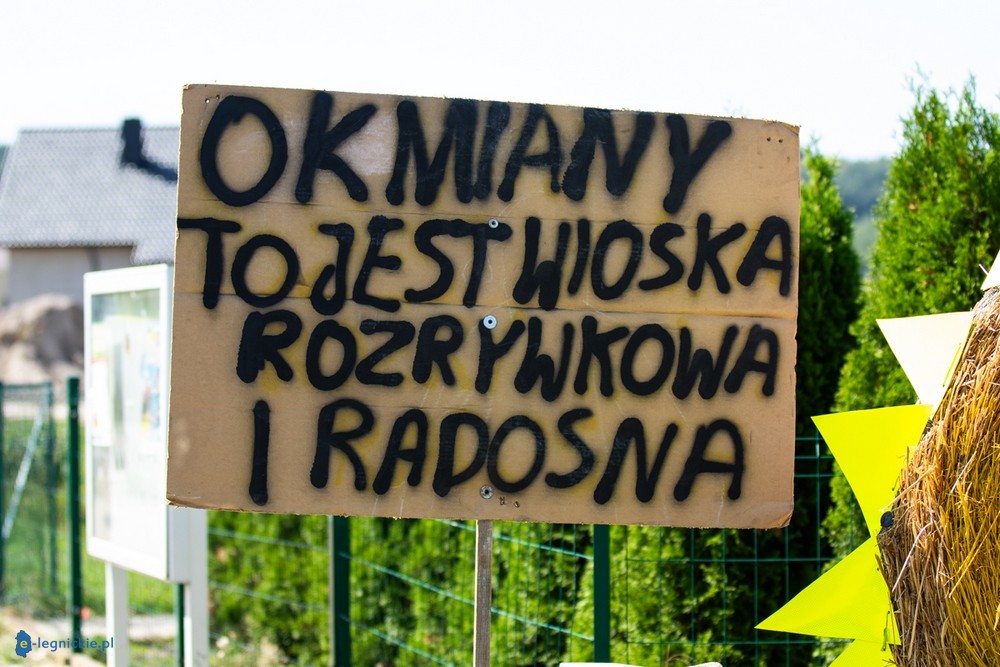 OKMIANY
TO JEST WIOSKA
ROZRYWKOWA
I RADOSNA
e-legnickie.pl